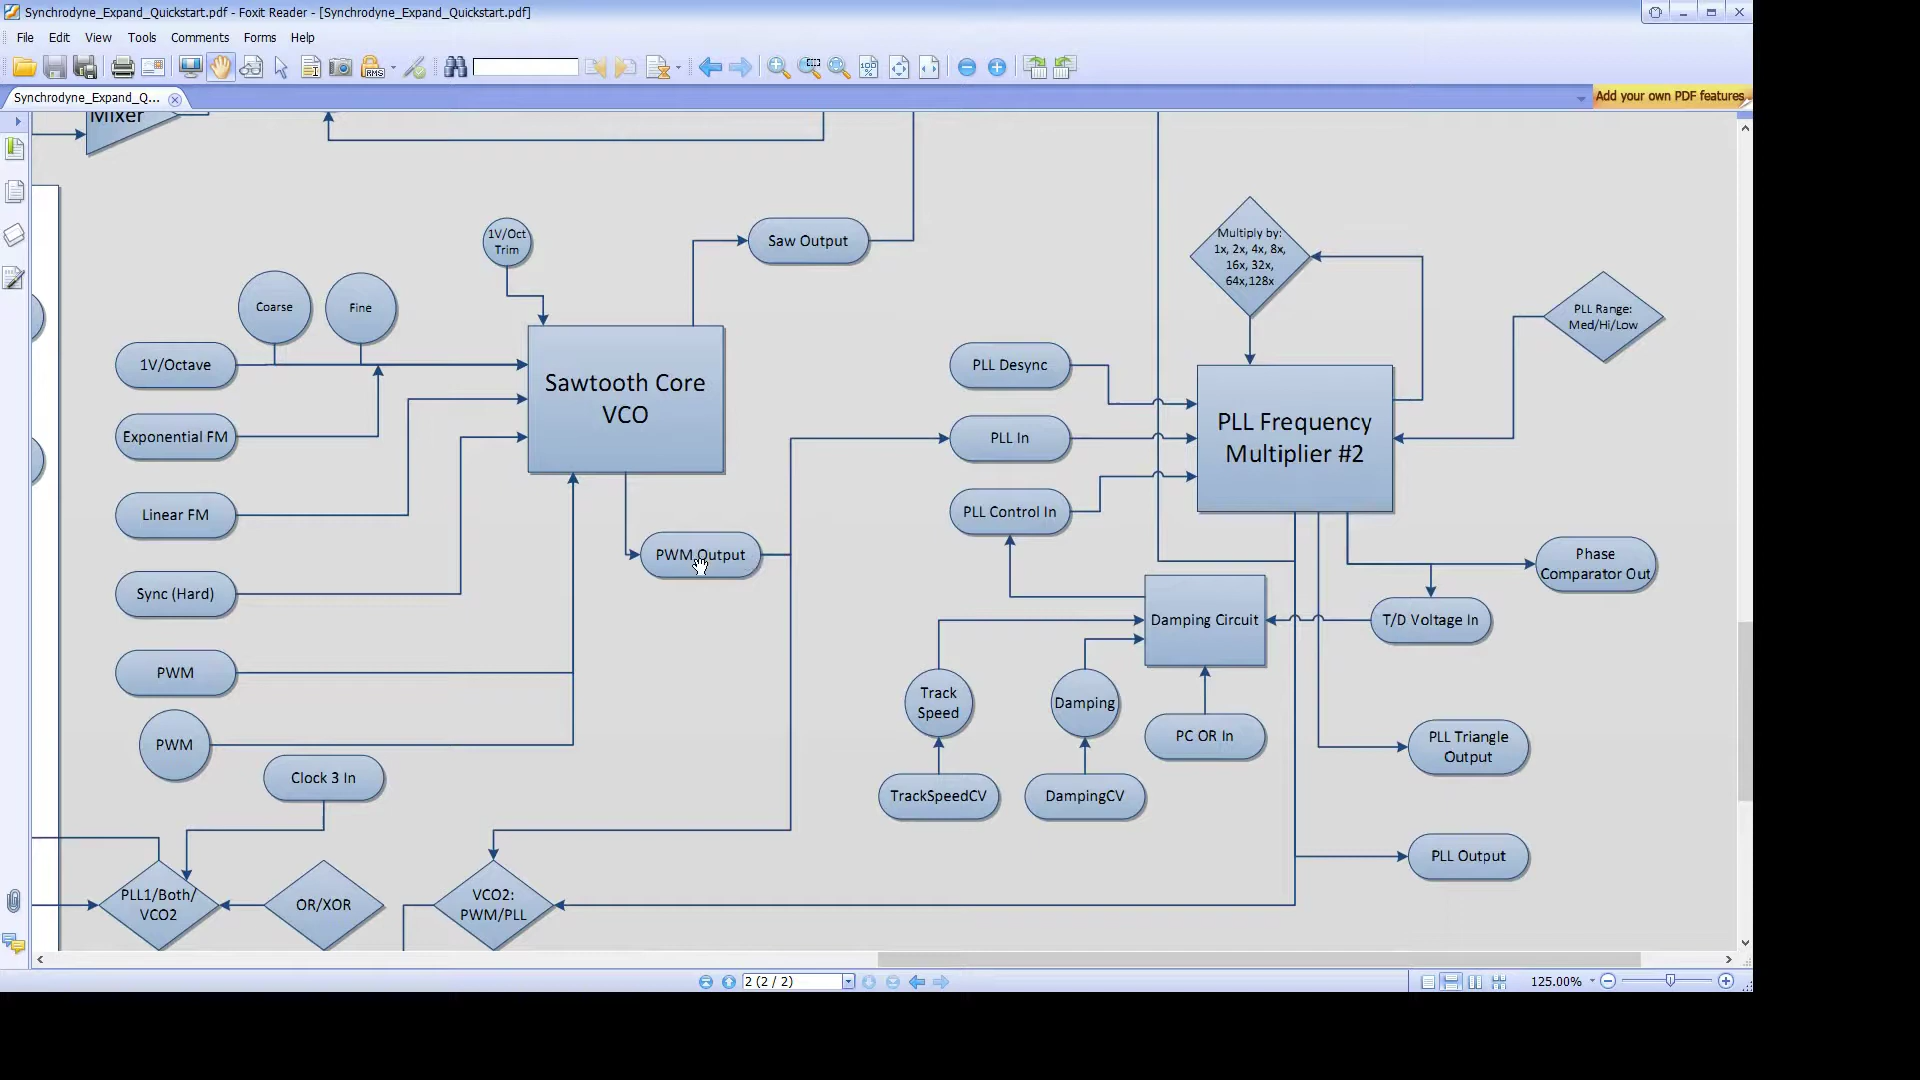 Synchrodyne_Expand_Quickstart.pdf - Foxit Reader - [Synchrodyne_Expand_Quickstart.pdf]
File Edit View Tools Comments Forms Help
RMS
100%
Synchrodyne_Expand_Q...
Add your own PDF features
Mixer
1V/Oct
Trim
Saw Output
Multiply by:
1x, 2x, 4x, 8x,
16x, 32x,
64x,128x
Coarse
Fine
PLL Range:
Med/Hi/Low
1V/Octave
Sawtooth Core
VCO
PLL Desync
PLL Frequency
Multiplier #2
Exponential FM
PLL In
Linear FM
PLL Control In
PWM Output
Phase
Comparator Out
Sync (Hard)
Damping Circuit
T/D Voltage In
PWM
Track
Speed
Damping
PWM
PC OR In
PLL Triangle
Output
Clock 3 In
TrackSpeedCV
DampingCV
PLL Output
PLL1/Both/
VCO2
OR/XOR
VCO2:
PWM/PLL
2 (2 / 2)
125.00%